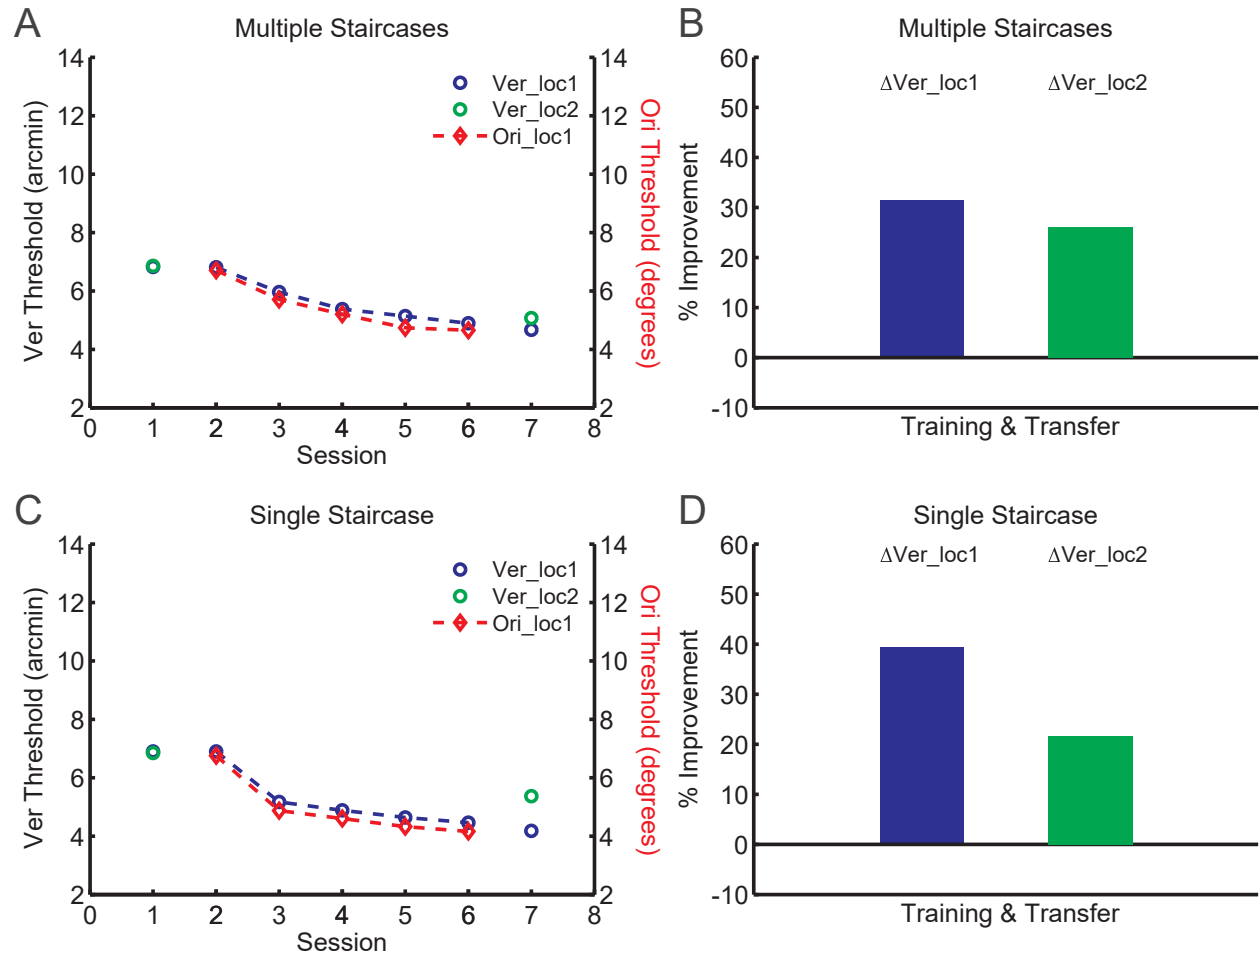 A
Multiple Staircases
14
12
10
8
6
4
2
Ver Threshold (arcmin)
Ver_loc1
Ver_loc2
Ori_loc1
14
12
10
8
6
4
2
Ori Threshold (degrees)
0 1 2 3 4 5 6 7 8
Session
B
Multiple Staircases
60
50
40
30
20
10
0
-10
% Improvement
ΔVer_loc1 ΔVer_loc2
Training & Transfer
C
Single Staircase
14
12
10
8
6
4
2
Ver Threshold (arcmin)
Ver_loc1
Ver_loc2
Ori_loc1
14
12
10
8
6
4
2
Ori Threshold (degrees)
0 1 2 3 4 5 6 7 8
Session
D
Single Staircase
60
50
40
30
20
10
0
-10
% Improvement
ΔVer_loc1 ΔVer_loc2
Training & Transfer